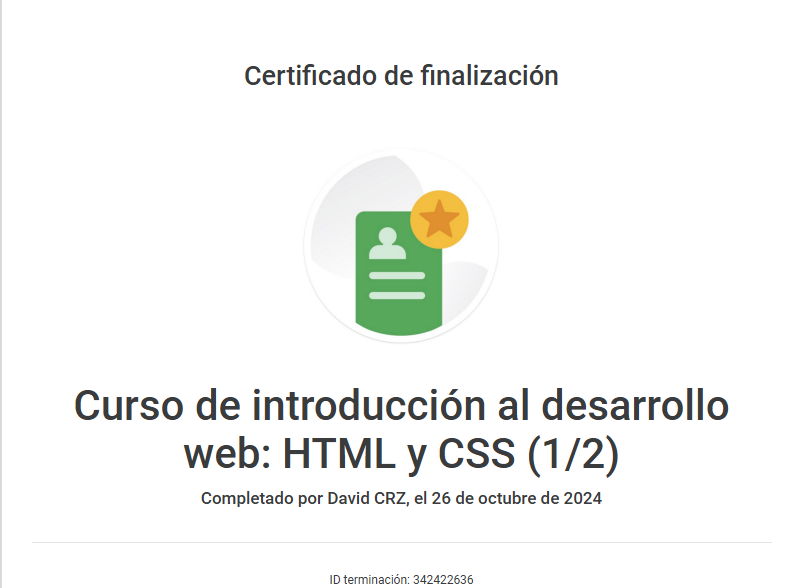 Certificado de finalización
Curso de introducción al desarrollo
web: HTML y CSS (1/2)
Completado por David CRZ, el 26 de octubre de 2024
ID terminación: 342422636